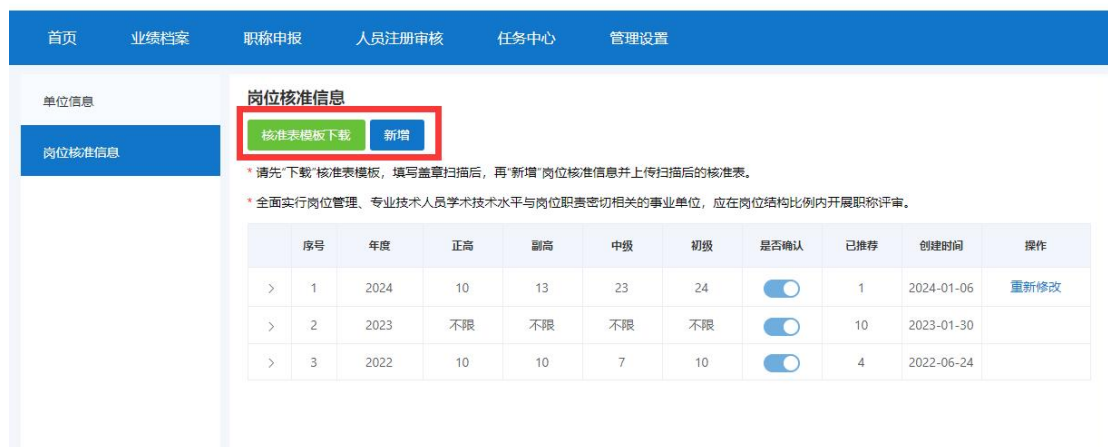 首页 业绩档案 职称申报 人员注册审核 任务中心 管理设置
单位信息
岗位核准信息
岗位核准信息
核准表模板下载 新增
* 请先"下载"核准表模板，填写盖章扫描后，再"新增"岗位核准信息并上传扫描后的核准表。
* 全面实行岗位管理、专业技术人员学术技术水平与岗位职责密切相关的事业单位，应在岗位结构比例内开展职称评审。
序号 年度 正高 副高 中级 初级 是否确认 已推荐 创建时间 操作
> 1 2024 10 13 23 24 1 2024-01-06 重新修改
> 2 2023 不限 不限 不限 不限 10 2023-01-30
> 3 2022 10 10 7 10 4 2022-06-24